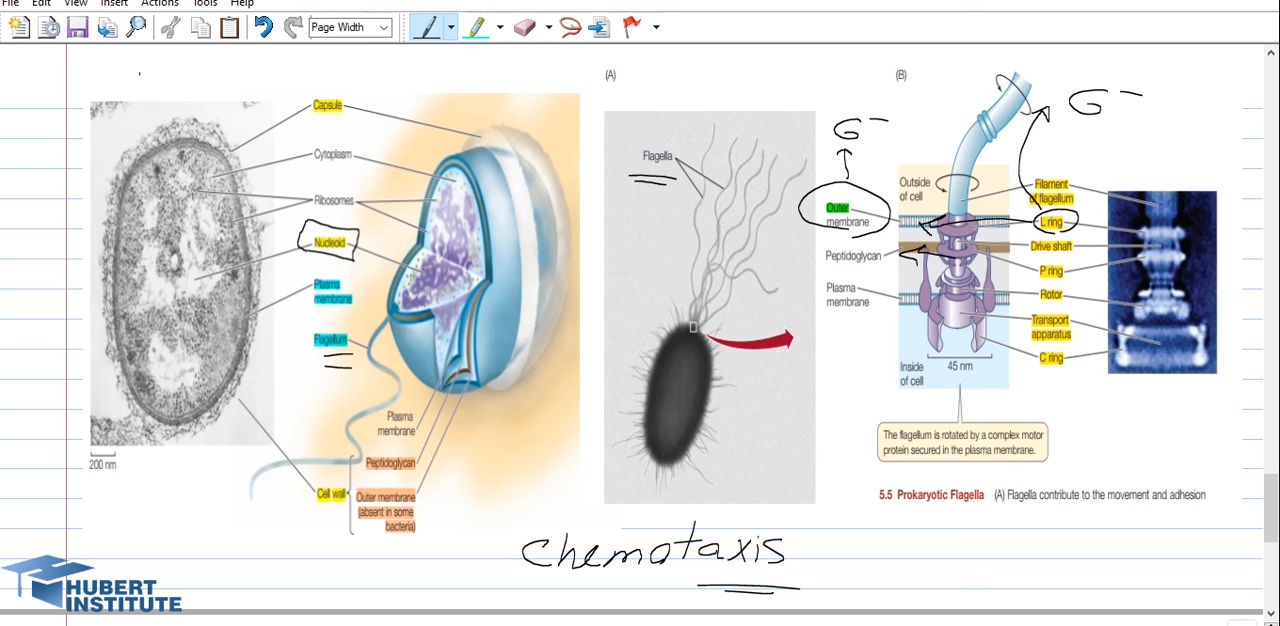 File Edit View Insert Actions Tools Help
Page Width
(A)
(B)
Capsule
Cytoplasm
Ribosomes
Nucleoid
Plasma
membrane
Flagellum
Plasma
membrane
Peptidoglycan
Cell wall
Outer membrane
(absent in some
bacteria)
200 nm
Flagella
G⁻
G⁻
Outside
of cell
Outer
membrane
Peptidoglycan
Plasma
membrane
Filament
of flagellum
L ring
Drive shaft
P ring
Rotor
Transport
apparatus
C ring
Inside
of cell
45 nm
The flagellum is rotated by a complex motor
protein secured in the plasma membrane.
5.5 Prokaryotic Flagella (A) Flagella contribute to the movement and adhesion
chemotaxis
HUBERT
INSTITUTE